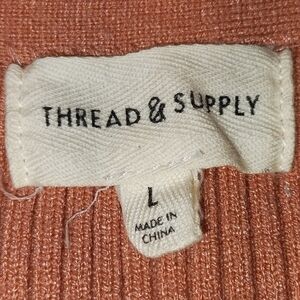 THREAD & SUPPLY
L
MADE IN
CHINA